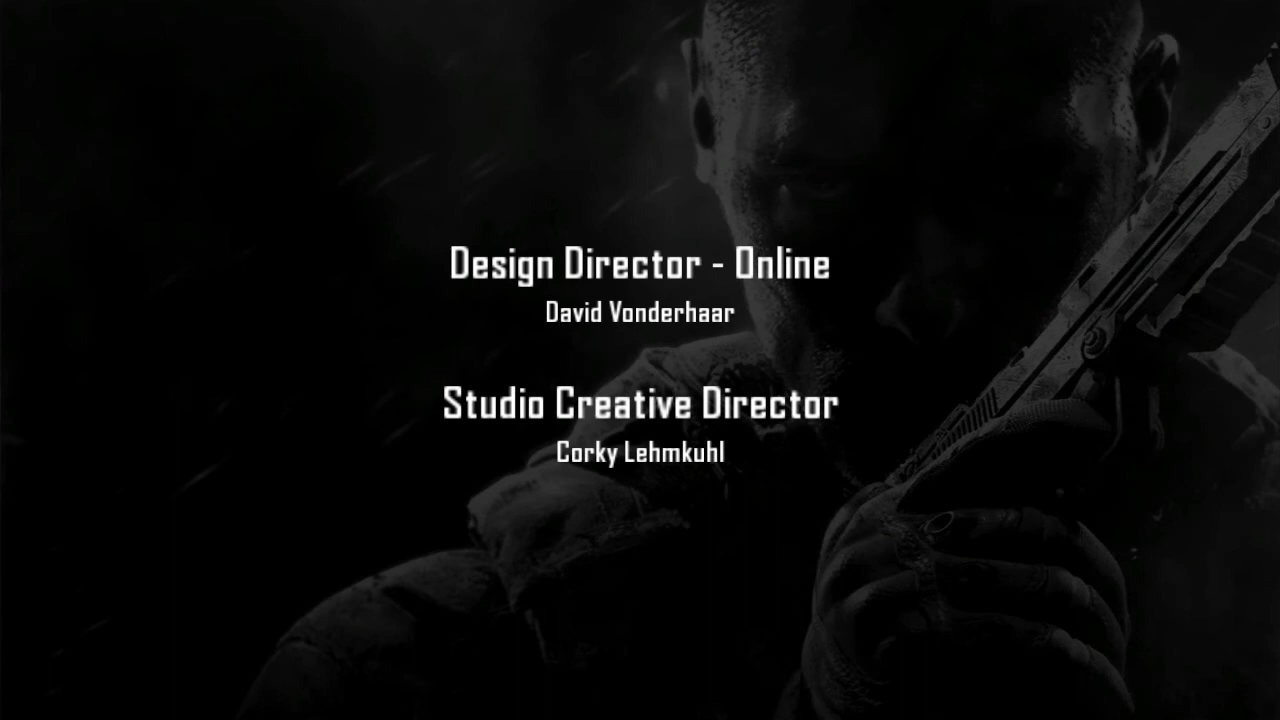 Design Director - Online
David Vonderhaar
Studio Creative Director
Corky Lehmkuhl